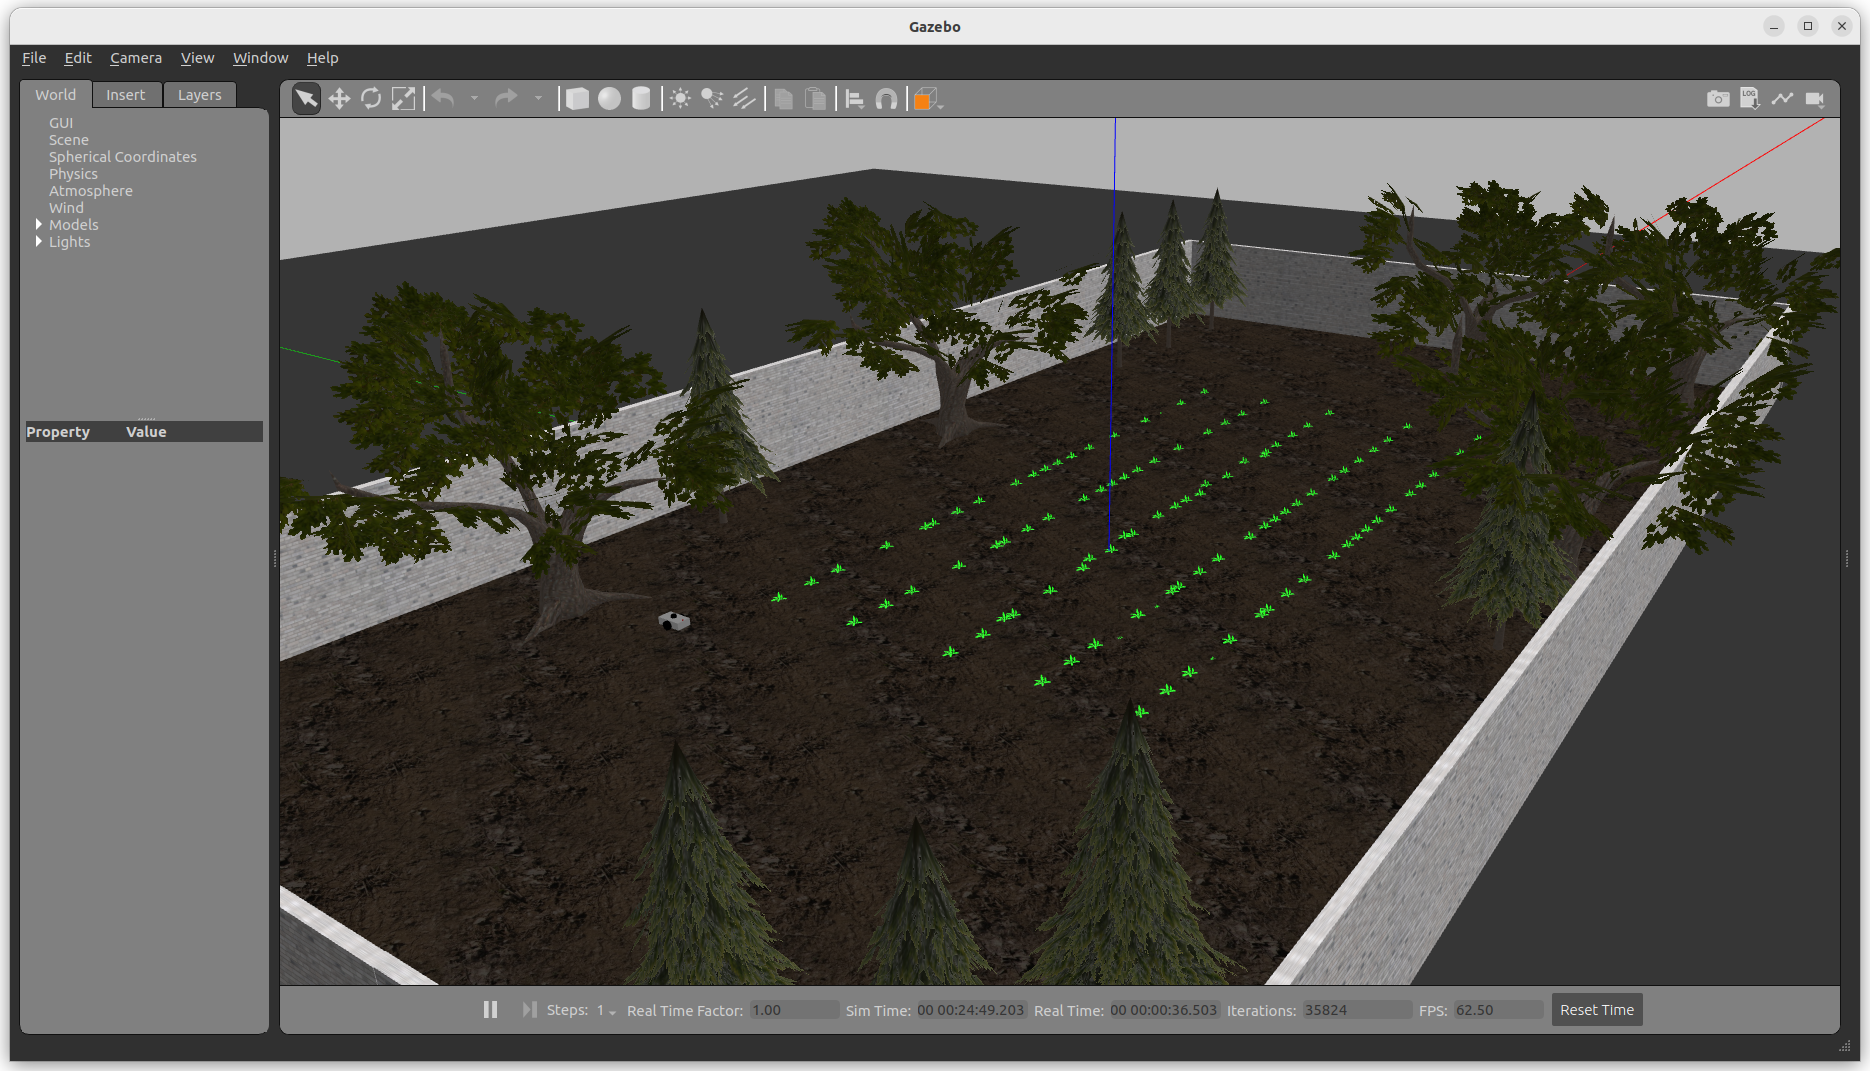 Gazebo
File Edit Camera View Window Help
World Insert Layers
LOG
GUI
Scene
Spherical Coordinates
Physics
Atmosphere
Wind
Models
Lights
Property Value
Steps: 1 Real Time Factor: 1.00 Sim Time: 00 00:24:49.203 Real Time: 00 00:00:36.503 Iterations: 35824 FPS: 62.50 Reset Time